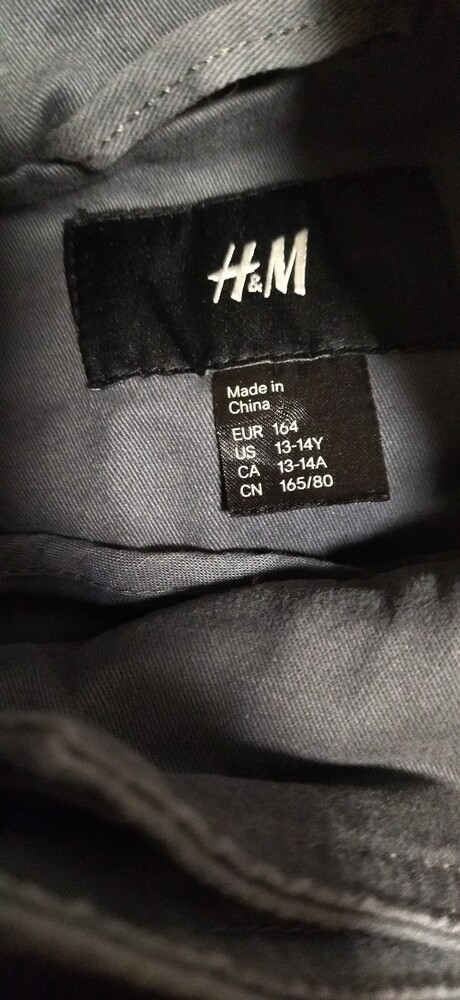 H&M
Made in
China
EUR 164
US 13-14Y
CA 13-14A
CN 165/80